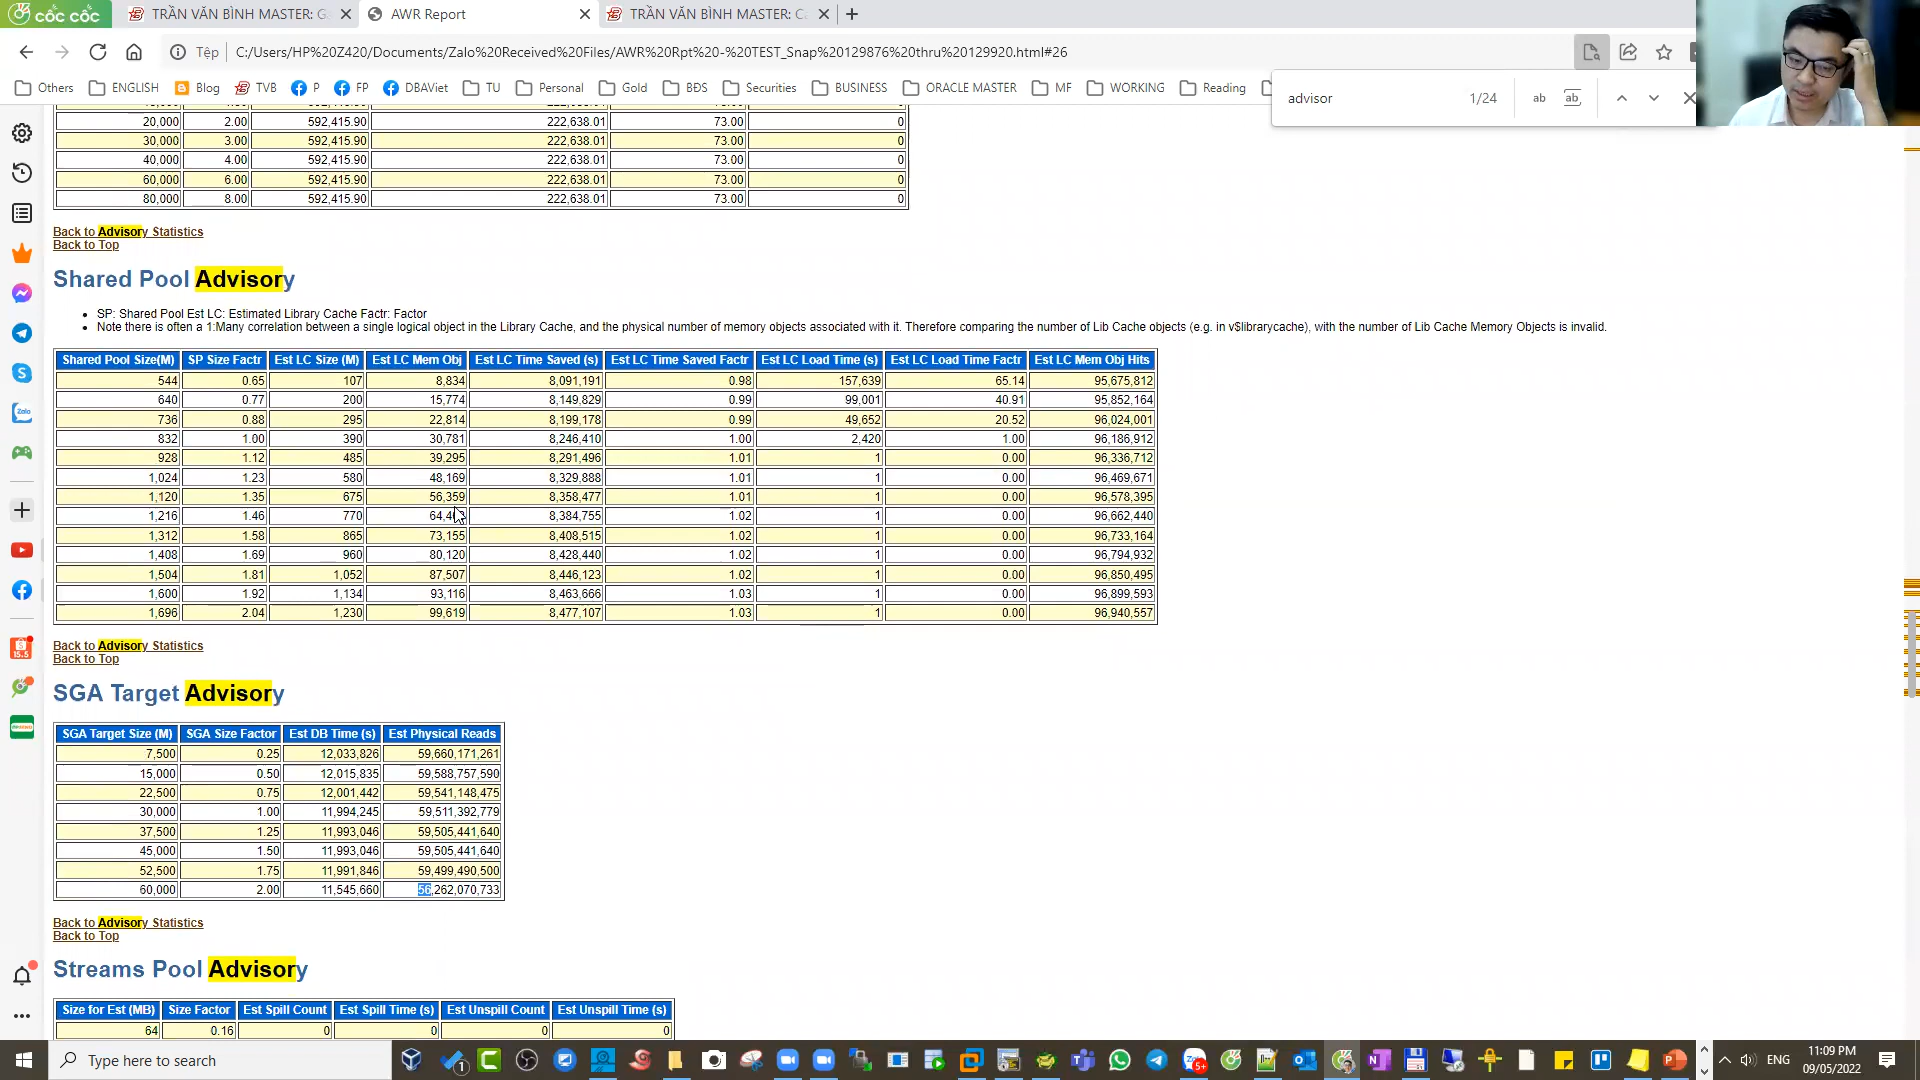 cốc cốc TRẦN VĂN BÌNH MASTER: G AWR Report TRẦN VĂN BÌNH MASTER: C
Tệp C:/Users/HP%20Z420/Documents/Zalo%20Received%20Files/AWR%20Rpt%20-%20TEST_Snap%20129876%20thru%20129920.html#26
Others ENGLISH Blog TVB P FP DBAViet TU Personal Gold BĐS Securities BUSINESS ORACLE MASTER MF WORKING Reading
advisor 1/24 ab ab
20,000 2.00 592,415.90 222,638.01 73.00 0
30,000 3.00 592,415.90 222,638.01 73.00 0
40,000 4.00 592,415.90 222,638.01 73.00 0
60,000 6.00 592,415.90 222,638.01 73.00 0
80,000 8.00 592,415.90 222,638.01 73.00 0
Back to Advisory Statistics
Back to Top
Shared Pool Advisory
SP: Shared Pool Est LC: Estimated Library Cache Factr: Factor
Note there is often a 1:Many correlation between a single logical object in the Library Cache, and the physical number of memory objects associated with it. Therefore comparing the number of Lib Cache objects (e.g. in v$librarycache), with the number of Lib Cache Memory Objects is invalid.
Shared Pool Size(M) SP Size Factr Est LC Size (M) Est LC Mem Obj Est LC Time Saved (s) Est LC Time Saved Factr Est LC Load Time (s) Est LC Load Time Factr Est LC Mem Obj Hits
544 0.65 107 8,834 8,091,191 0.98 157,639 65.14 95,675,812
640 0.77 200 15,774 8,149,829 0.99 99,001 40.91 95,852,164
736 0.88 295 22,814 8,199,178 0.99 49,652 20.52 96,024,001
832 1.00 390 30,781 8,246,410 1.00 2,420 1.00 96,186,912
928 1.12 485 39,295 8,291,496 1.01 1 0.00 96,336,712
1,024 1.23 580 48,169 8,329,888 1.01 1 0.00 96,469,671
1,120 1.35 675 56,359 8,358,477 1.01 1 0.00 96,578,395
1,216 1.46 770 8,384,755 1.02 1 0.00 96,662,440
1,312 1.58 865 73,155 8,408,515 1.02 1 0.00 96,733,164
1,408 1.69 960 80,120 8,428,440 1.02 1 0.00 96,794,932
1,504 1.81 1,052 87,507 8,446,123 1.02 1 0.00 96,850,495
1,600 1.92 1,134 93,116 8,463,666 1.03 1 0.00 96,899,593
1,696 2.04 1,230 99,619 8,477,107 1.03 1 0.00 96,940,557
Back to Advisory Statistics
Back to Top
SGA Target Advisory
SGA Target Size (M) SGA Size Factor Est DB Time (s) Est Physical Reads
7,500 0.25 12,033,826 59,660,171,261
15,000 0.50 12,015,835 59,588,757,590
22,500 0.75 12,001,442 59,541,148,475
30,000 1.00 11,994,245 59,511,392,779
37,500 1.25 11,993,046 59,505,441,640
45,000 1.50 11,993,046 59,505,441,640
52,500 1.75 11,991,846 59,499,490,500
60,000 2.00 11,545,660 56,262,070,733
Back to Advisory Statistics
Back to Top
Streams Pool Advisory
Size for Est (MB) Size Factor Est Spill Count Est Spill Time (s) Est Unspill Count Est Unspill Time (s)
64 0.16 0 0 0 0
Type here to search
ENG
11:09 PM
09/05/2022